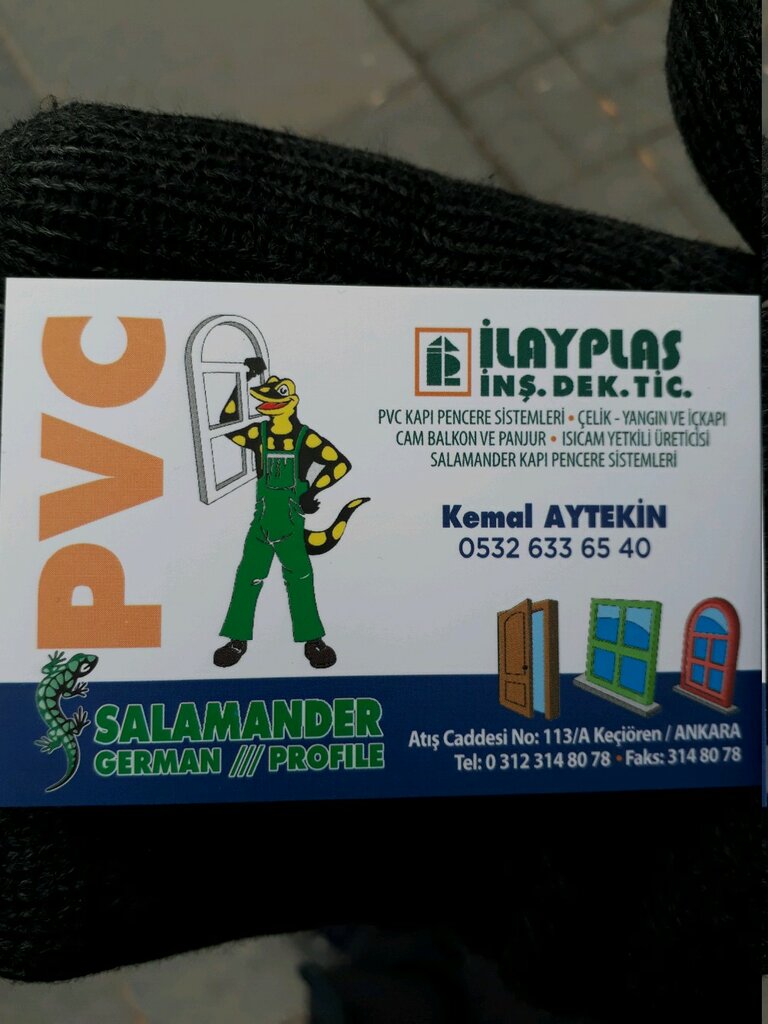 PVC
İLAYPLAS
İNŞ. DEK. TİC.
PVC KAPI PENCERE SİSTEMLERİ • ÇELİK - YANGIN VE İÇKAPI
CAM BALKON VE PANJUR • ISICAM YETKİLİ ÜRETİCİSİ
SALAMANDER KAPI PENCERE SİSTEMLERİ
Kemal AYTEKİN
0532 633 65 40
SALAMANDER
GERMAN /// PROFILE
Atış Caddesi No: 113/A Keçiören / ANKARA
Tel: 0 312 314 80 78 • Faks: 314 80 78